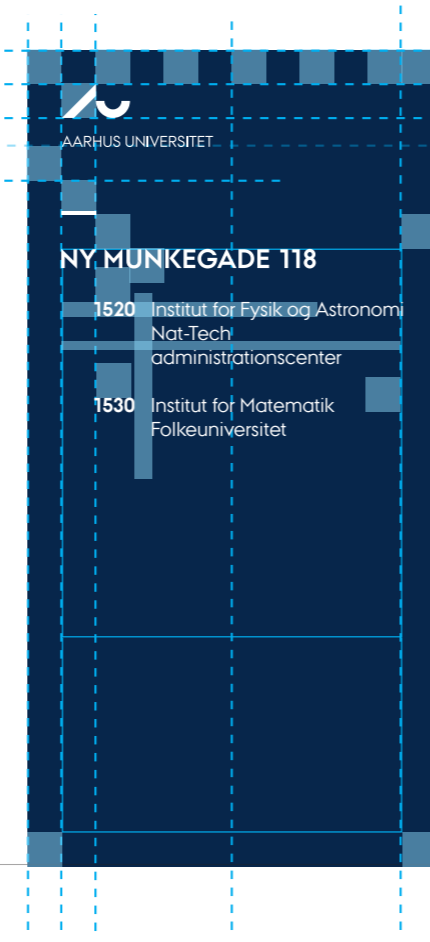 AARHUS UNIVERSITET
NY MUNKEGADE 118
1520 Institut for Fysik og Astronomi
Nat-Tech
administrationscenter
1530 Institut for Matematik
Folkeuniversitet